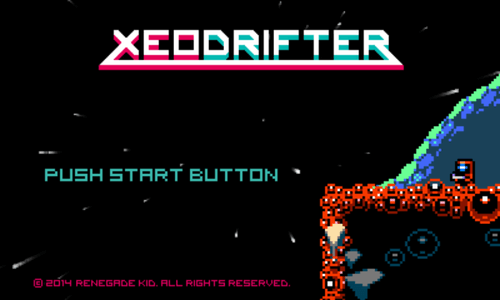 XEODRIFTER
PUSH START BUTTON
© 2014 RENEGADE KID. ALL RIGHTS RESERVED.